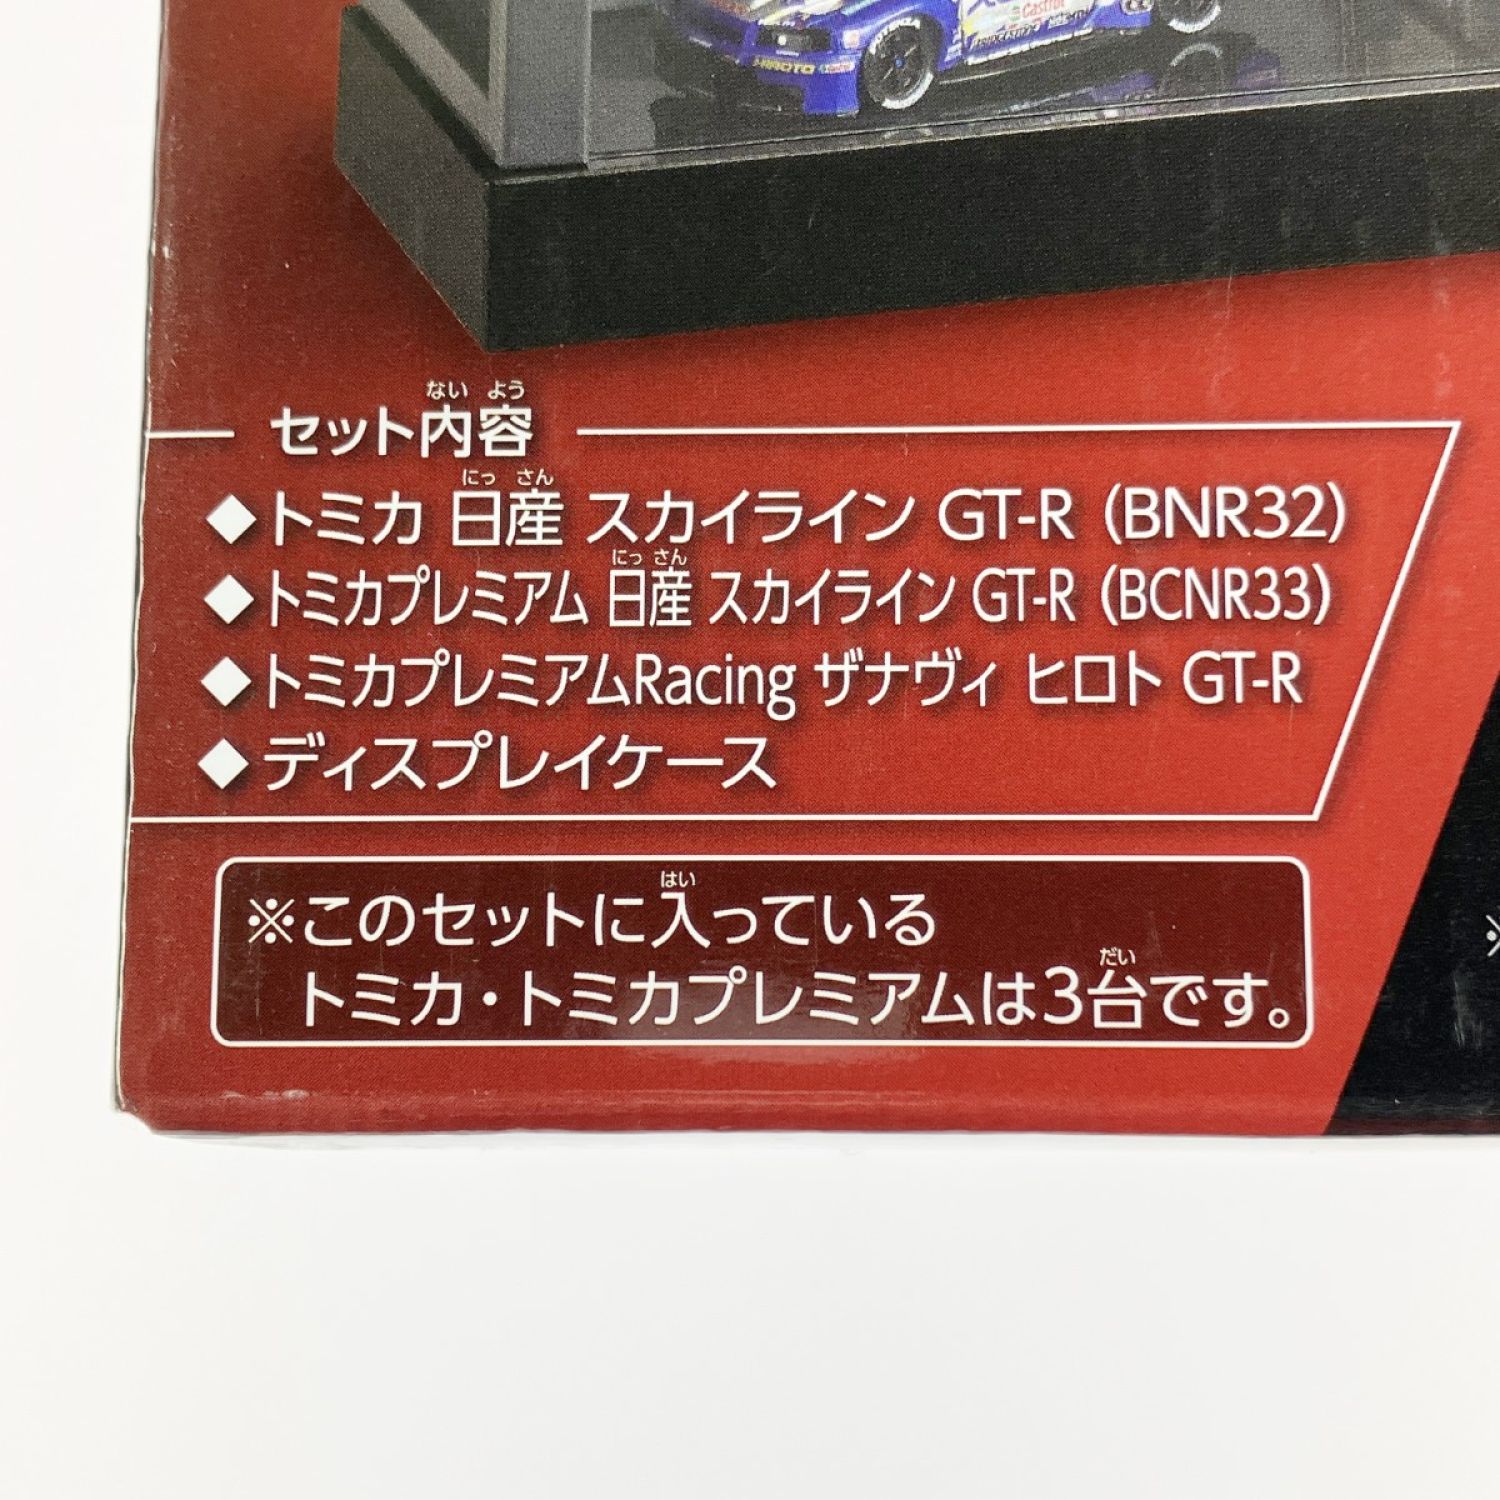 POTENZA
Castrol
HIROTO
セット内容
ないよう
◆トミカ 日産 スカイライン GT-R (BNR32)
にっさん
◆トミカプレミアム 日産 スカイライン GT-R (BCNR33)
にっさん
◆トミカプレミアムRacing ザナヴィ ヒロト GT-R
◆ディスプレイケース
※このセットに入っている
はい
トミカ・トミカプレミアムは3台です。
だい
※